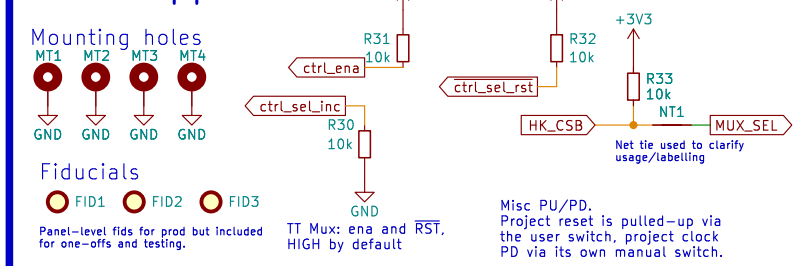 Mounting holes
MT1 MT2 MT3 MT4
GND GND GND GND
Fiducials
FID1 FID2 FID3
Panel-level fids for prod but included
for one-offs and testing.
R31
10k
ctrl_ena
ctrl_sel_inc
R30
10k
GND
TT Mux: ena and RST,
HIGH by default
R32
10k
ctrl_sel_rst
+3V3
R33
10k
NT1
HK_CSB
MUX_SEL
Net tie used to clarify
usage/labelling
Misc PU/PD.
Project reset is pulled-up via
the user switch, project clock
PD via its own manual switch.